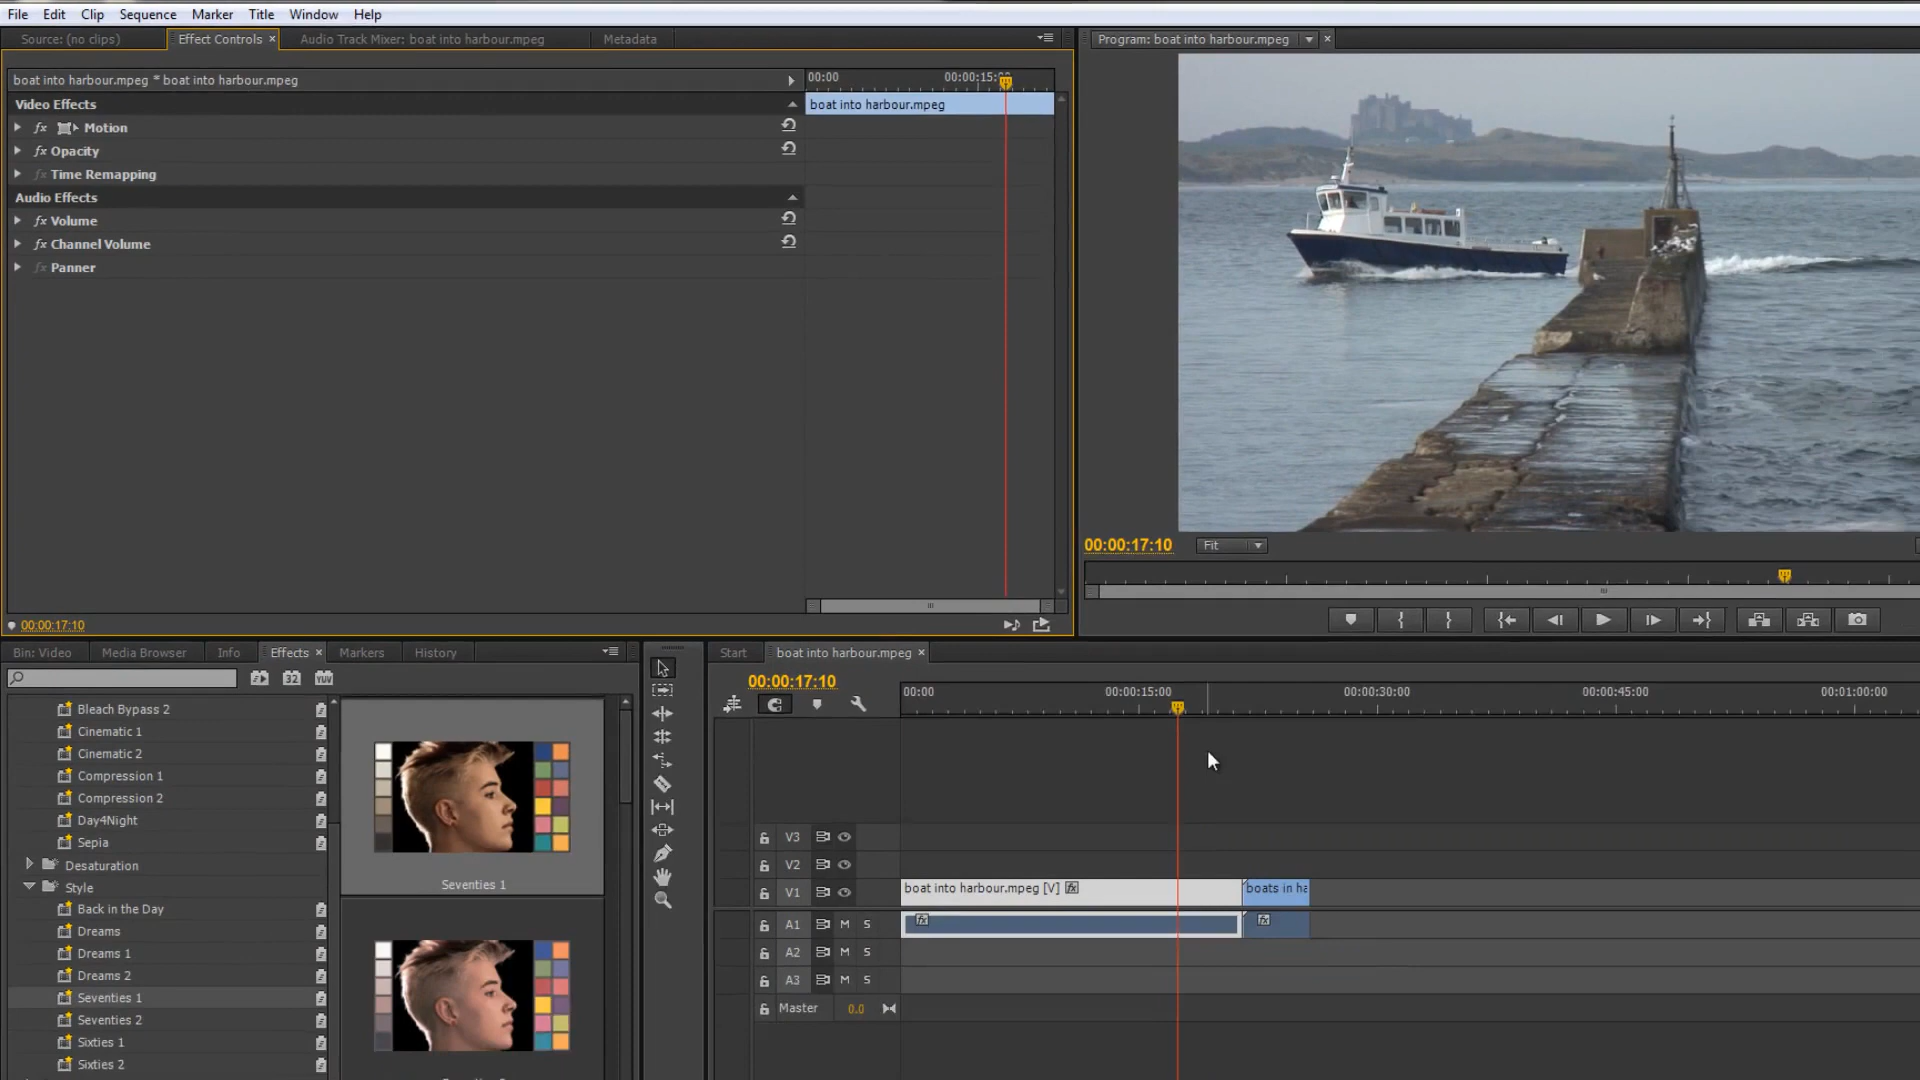 File Edit Clip Sequence Marker Title Window Help
Source: (no clips) Effect Controls × Audio Track Mixer: boat into harbour.mpeg Metadata
Program: boat into harbour.mpeg ×
boat into harbour.mpeg * boat into harbour.mpeg
00:00 00:00:15:
Video Effects
boat into harbour.mpeg
fx Motion
fx Opacity
fx Time Remapping
Audio Effects
fx Volume
fx Channel Volume
fx Panner
00:00:17:10 Fit
00:00:17:10
Bin: Video Media Browser Info Effects × Markers History
Start boat into harbour.mpeg ×
32 YUV
00:00:17:10
00:00 00:00:15:00 00:00:30:00 00:00:45:00 00:01:00:00
Bleach Bypass 2
Cinematic 1
Cinematic 2
Compression 1
Compression 2
Day4Night
Sepia
Desaturation
Style
Back in the Day
Dreams
Dreams 1
Dreams 2
Seventies 1
Seventies 2
Sixties 1
Sixties 2
Seventies 1
V3
V2
V1 boat into harbour.mpeg [V] fx boats in ha
A1 M S fx fx
A2 M S
A3 M S
Master 0.0